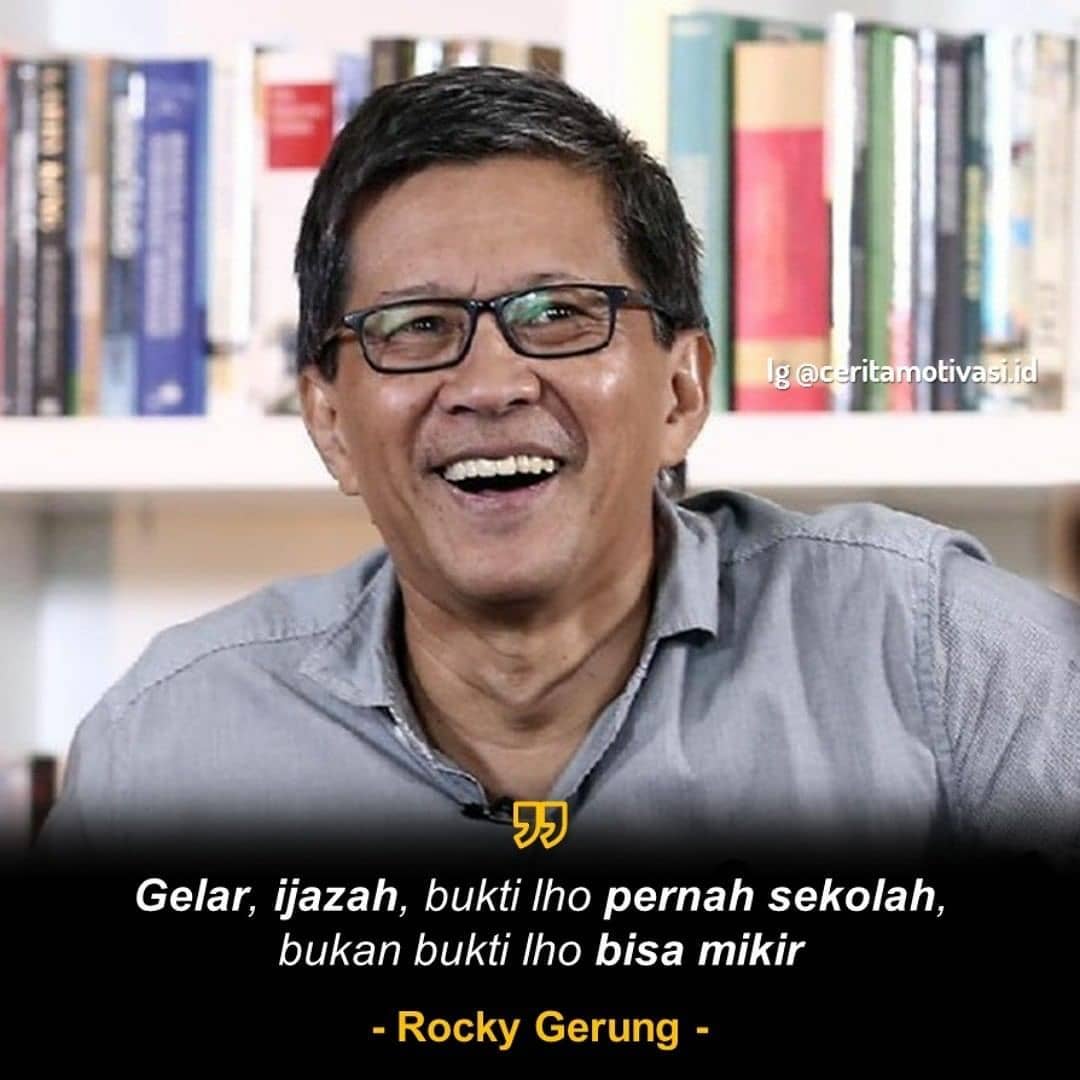 Ig @ceritamotivasi.id
Gelar, ijazah, bukti lho pernah sekolah,
bukan bukti lho bisa mikir
- Rocky Gerung -